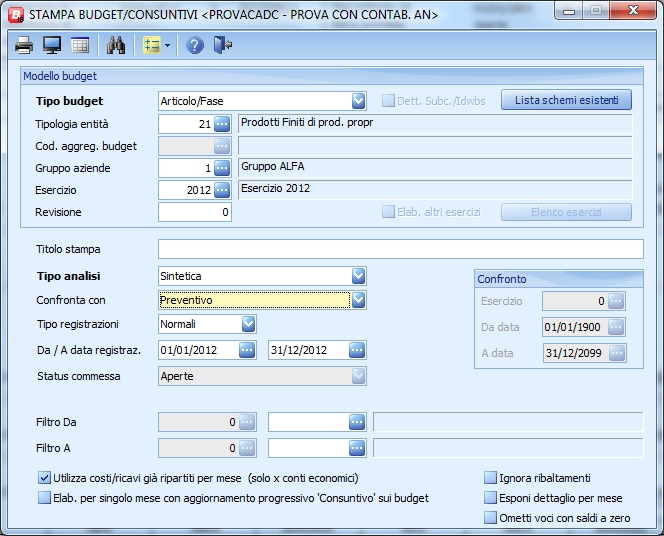 STAMPA BUDGET/CONSUNTIVI <PROVACADC - PROVA CON CONTAB. AN>
Modello budget
Tipo budget Articolo/Fase Dett. Subc./Idwbs Lista schemi esistenti
Tipologia entità 21 Prodotti Finiti di prod. propr
Cod. aggreg. budget
Gruppo aziende 1 Gruppo ALFA
Esercizio 2012 Esercizio 2012
Revisione 0 Elab. altri esercizi Elenco esercizi
Titolo stampa
Tipo analisi Sintetica
Confronta con Preventivo
Tipo registrazioni Normali
Da / A data registraz. 01/01/2012 31/12/2012
Status commessa Aperte
Confronto
Esercizio 0
Da data 01/01/1900
A data 31/12/2099
Filtro Da 0
Filtro A 0
Utilizza costi/ricavi già ripartiti per mese (solo x conti economici)
Elab. per singolo mese con aggiornamento progressivo 'Consuntivo' sui budget
Ignora ribaltamenti
Esponi dettaglio per mese
Ometti voci con saldi a zero